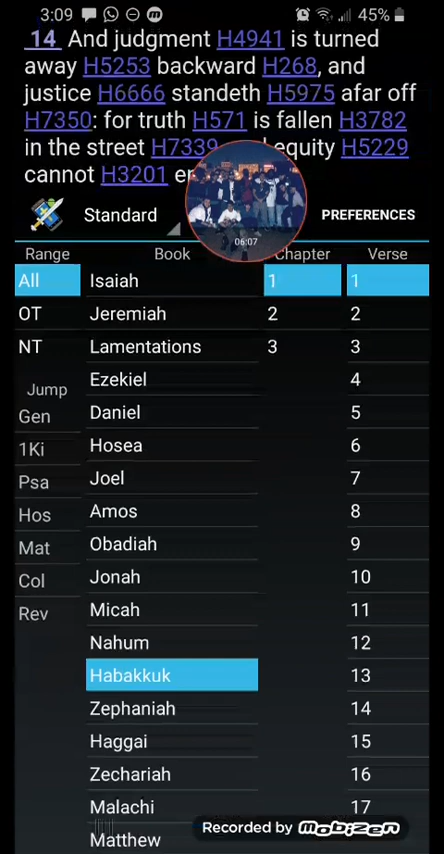 3:09 45%
14 And judgment H4941 is turned
away H5253 backward H268, and
justice H6666 standeth H5975 afar off
H7350: for truth H571 is fallen H3782
in the street H7339 equity H5229
cannot H3201
Standard PREFERENCES
06:07
Range Book Chapter Verse
All Isaiah 1 1
OT Jeremiah 2 2
NT Lamentations 3 3
Ezekiel 4
Jump Daniel 5
Gen Hosea 6
1Ki Joel 7
Psa Amos 8
Hos Obadiah 9
Mat Jonah 10
Col Micah 11
Rev Nahum 12
Habakkuk 13
Zephaniah 14
Haggai 15
Zechariah 16
Malachi 17
Matthew
Recorded by Mobizen